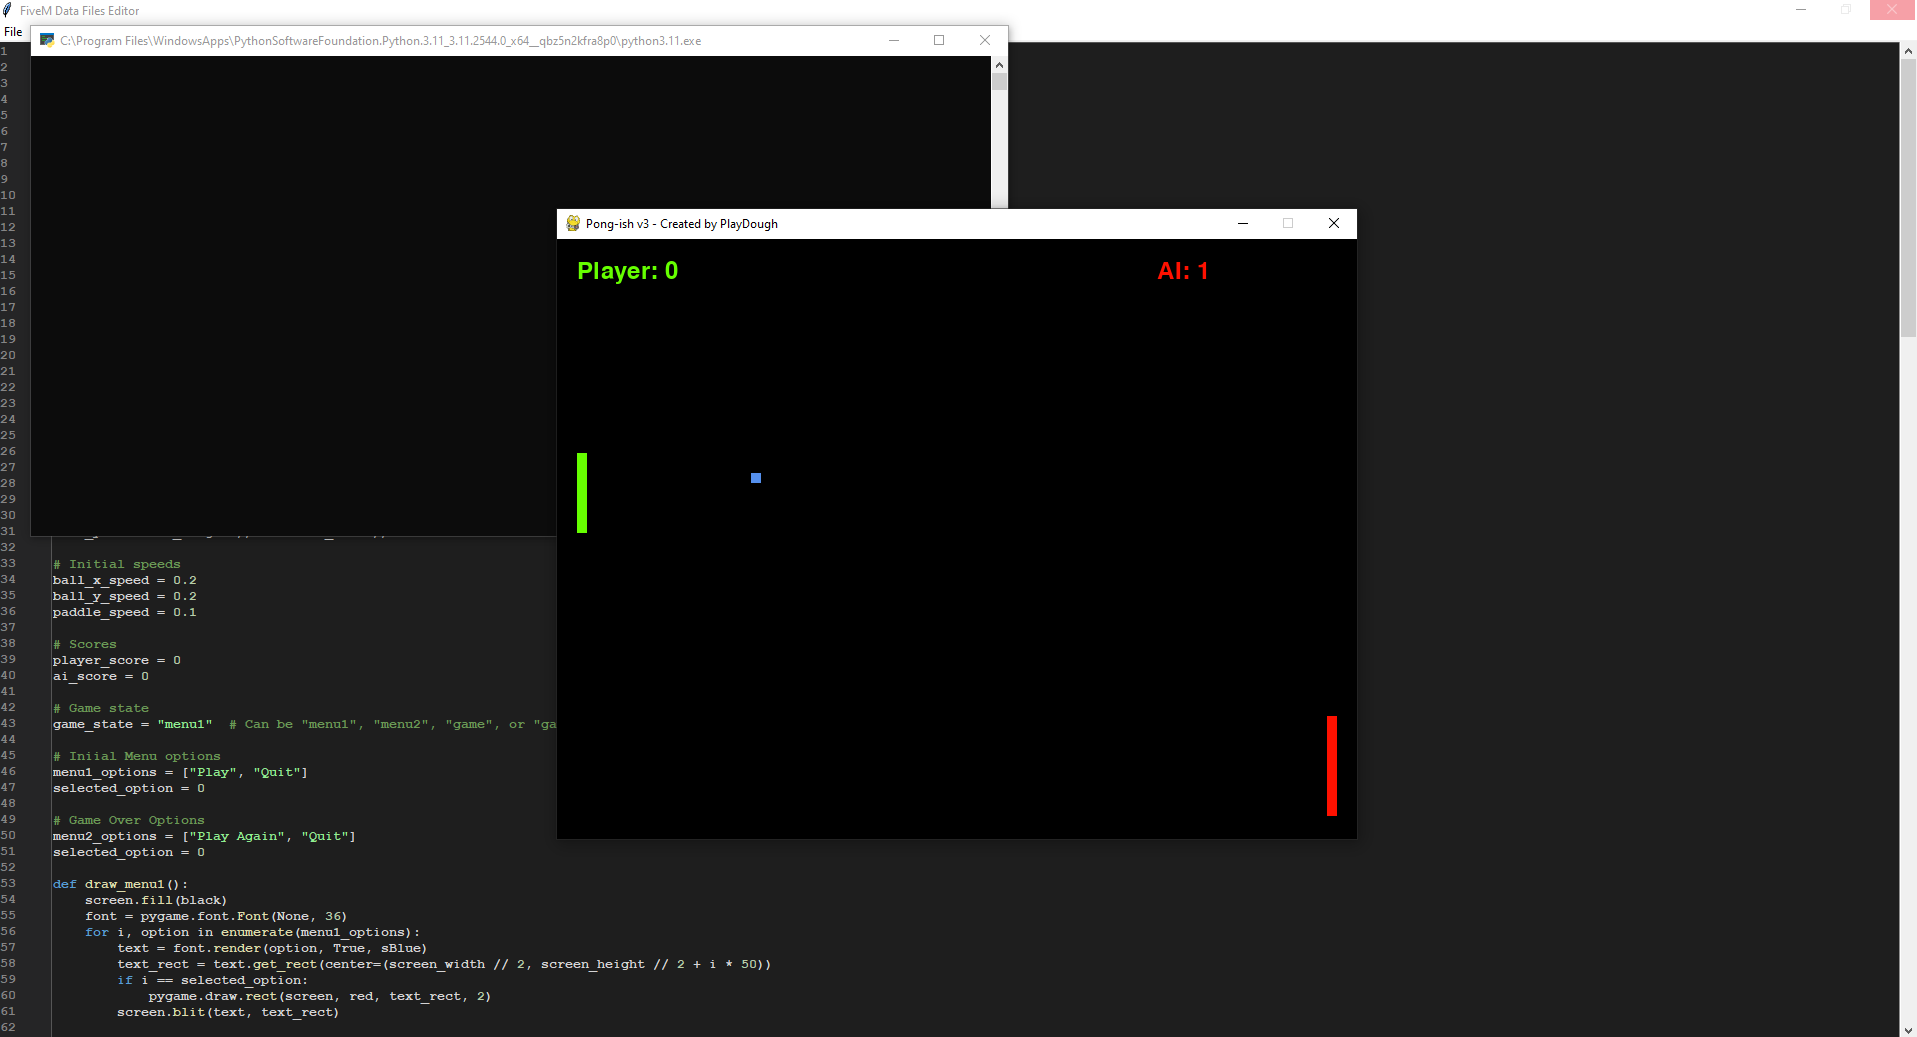 FiveM Data Files Editor
File
C:\Program Files\WindowsApps\PythonSoftwareFoundation.Python.3.11_3.11.2544.0_x64__qbz5n2kfra8p0\python3.11.exe
Pong-ish v3 - Created by PlayDough
Player: 0
AI: 1
1
2
3
4
5
6
7
8
9
10
11
12
13
14
15
16
17
18
19
20
21
22
23
24
25
26
27
28
29
30
31
32
33 # Initial speeds
34 ball_x_speed = 0.2
35 ball_y_speed = 0.2
36 paddle_speed = 0.1
37
38 # Scores
39 player_score = 0
40 ai_score = 0
41
42 # Game state
43 game_state = "menu1"  # Can be "menu1", "menu2", "game", or "ga
44
45 # Iniial Menu options
46 menu1_options = ["Play", "Quit"]
47 selected_option = 0
48
49 # Game Over Options
50 menu2_options = ["Play Again", "Quit"]
51 selected_option = 0
52
53 def draw_menu1():
54     screen.fill(black)
55     font = pygame.font.Font(None, 36)
56     for i, option in enumerate(menu1_options):
57         text = font.render(option, True, sBlue)
58         text_rect = text.get_rect(center=(screen_width // 2, screen_height // 2 + i * 50))
59         if i == selected_option:
60             pygame.draw.rect(screen, red, text_rect, 2)
61         screen.blit(text, text_rect)
62